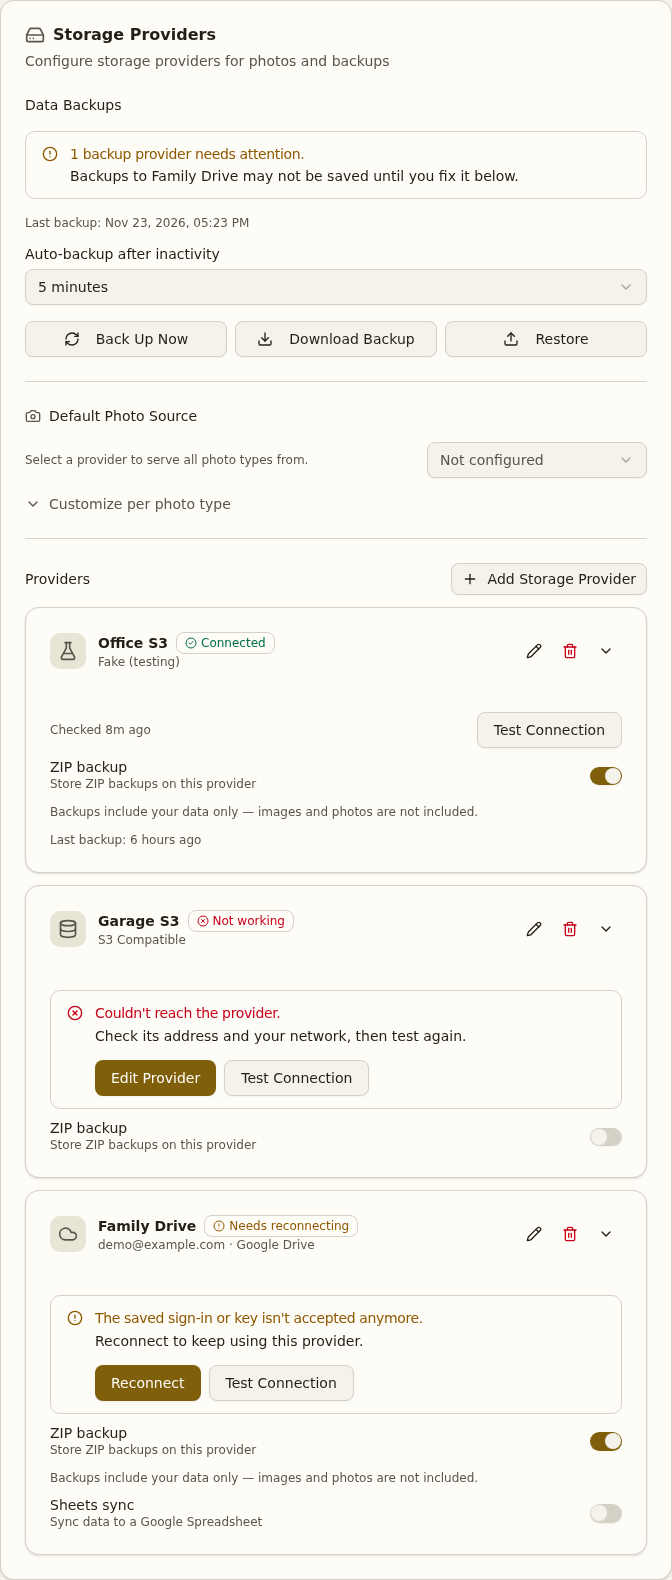 Storage Providers
Configure storage providers for photos and backups
Data Backups
1 backup provider needs attention.
Backups to Family Drive may not be saved until you fix it below.
Last backup: Nov 23, 2026, 05:23 PM
Auto-backup after inactivity
5 minutes
Back Up Now
Download Backup
Restore
Default Photo Source
Select a provider to serve all photo types from.
Not configured
Customize per photo type
Providers
Add Storage Provider
Office S3
Connected
Fake (testing)
Checked 8m ago
Test Connection
ZIP backup
Store ZIP backups on this provider
Backups include your data only — images and photos are not included.
Last backup: 6 hours ago
Garage S3
Not working
S3 Compatible
Couldn't reach the provider.
Check its address and your network, then test again.
Edit Provider
Test Connection
ZIP backup
Store ZIP backups on this provider
Family Drive
Needs reconnecting
demo@example.com · Google Drive
The saved sign-in or key isn't accepted anymore.
Reconnect to keep using this provider.
Reconnect
Test Connection
ZIP backup
Store ZIP backups on this provider
Backups include your data only — images and photos are not included.
Sheets sync
Sync data to a Google Spreadsheet